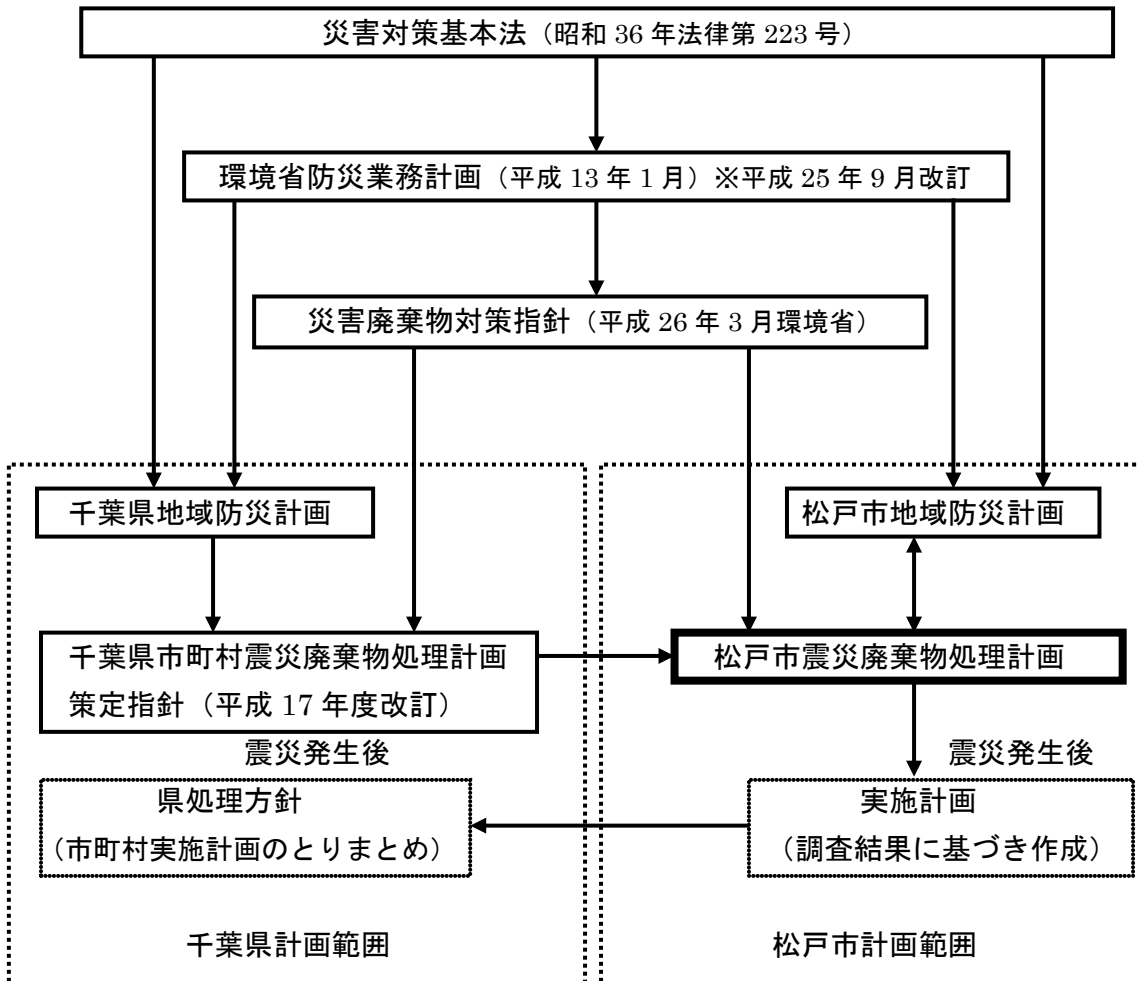 災害対策基本法（昭和 36 年法律第 223 号）
環境省防災業務計画（平成 13 年 1 月）※平成 25 年 9 月改訂
災害廃棄物対策指針（平成 26 年 3 月環境省）
千葉県地域防災計画
松戸市地域防災計画
千葉県市町村震災廃棄物処理計画
策定指針（平成 17 年度改訂）
松戸市震災廃棄物処理計画
震災発生後
震災発生後
県処理方針
（市町村実施計画のとりまとめ）
実施計画
（調査結果に基づき作成）
千葉県計画範囲
松戸市計画範囲